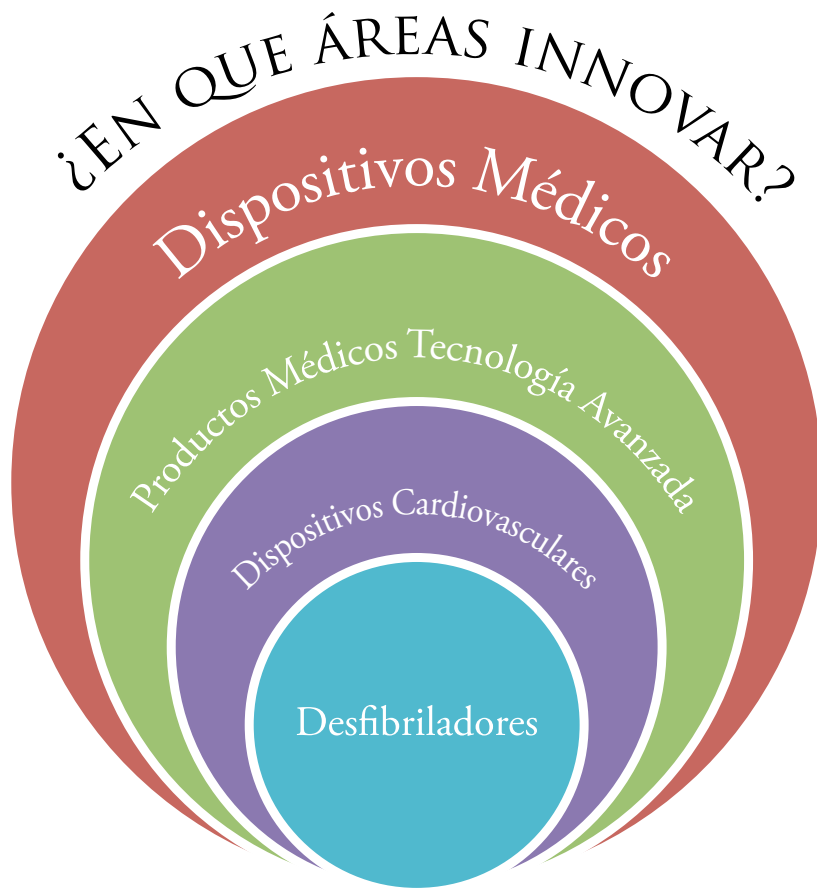 ¿En que áreas innovar?
Dispositivos Médicos
Productos Médicos Tecnología Avanzada
Dispositivos Cardiovasculares
Desfibriladores